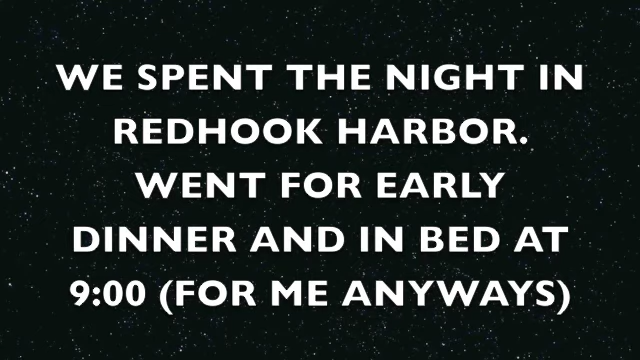 WE SPENT THE NIGHT IN
REDHOOK HARBOR.
WENT FOR EARLY
DINNER AND IN BED AT
9:00 (FOR ME ANYWAYS)